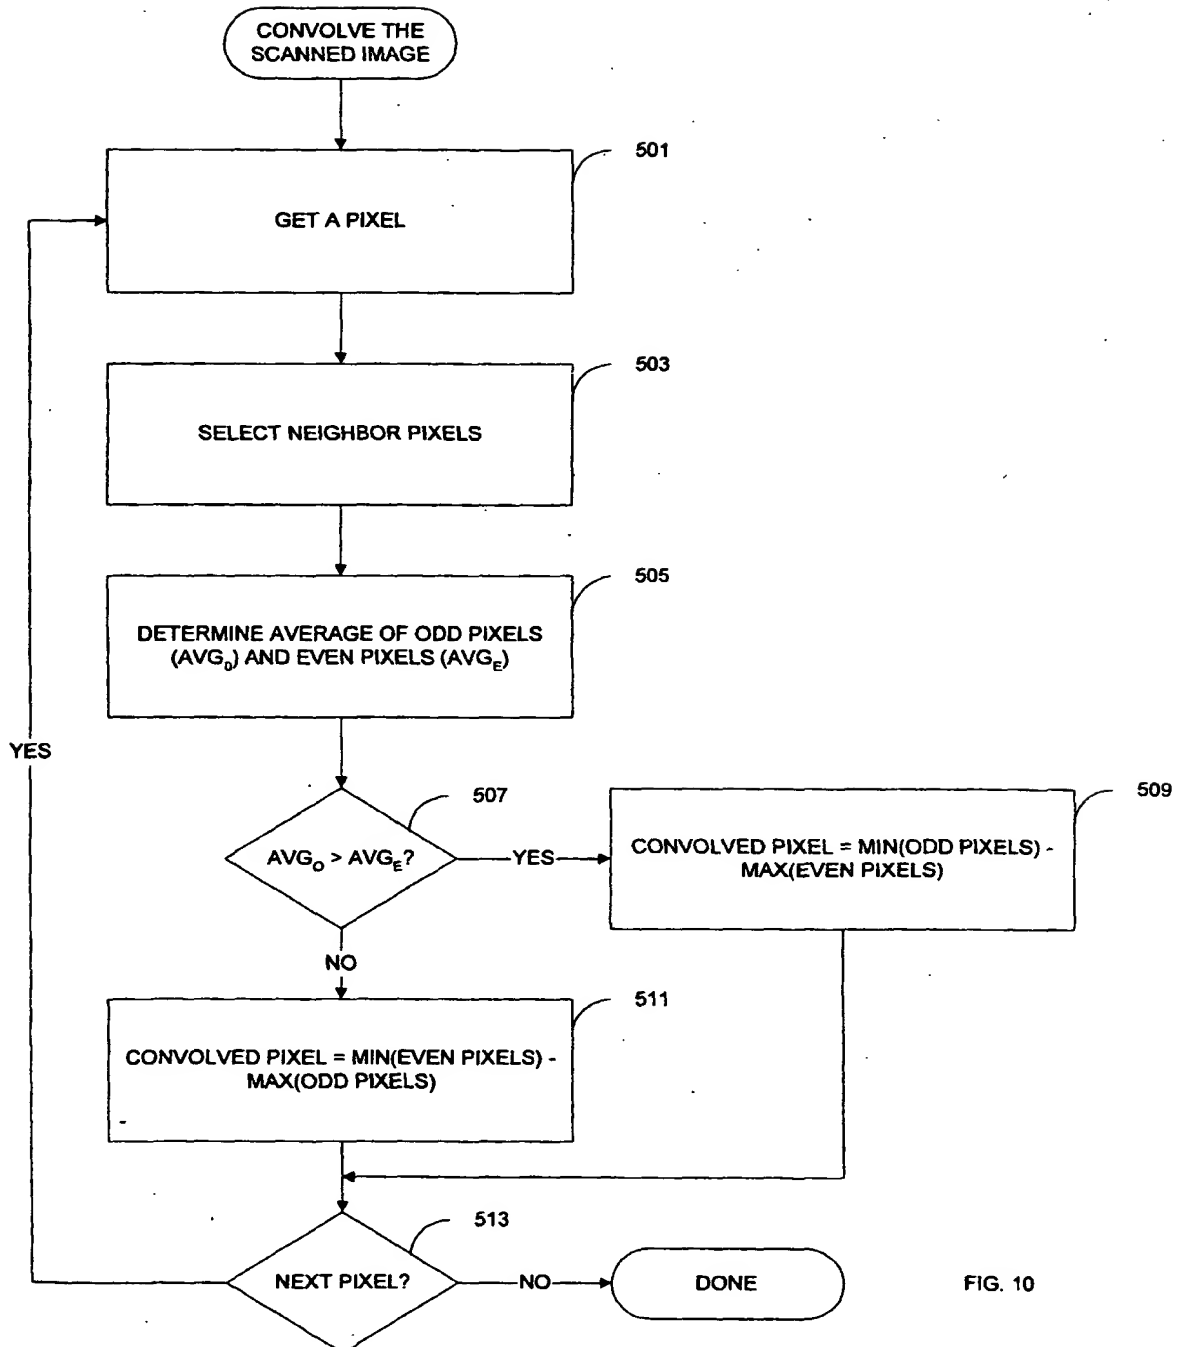 CONVOLVE THE
SCANNED IMAGE
501
GET A PIXEL
503
SELECT NEIGHBOR PIXELS
505
DETERMINE AVERAGE OF ODD PIXELS
(AVG₀) AND EVEN PIXELS (AVG_E)
YES
507
AVG_O > AVG_E?
YES
509
CONVOLVED PIXEL = MIN(ODD PIXELS) -
MAX(EVEN PIXELS)
NO
511
CONVOLVED PIXEL = MIN(EVEN PIXELS) -
MAX(ODD PIXELS)
513
NEXT PIXEL?
NO
DONE
FIG. 10